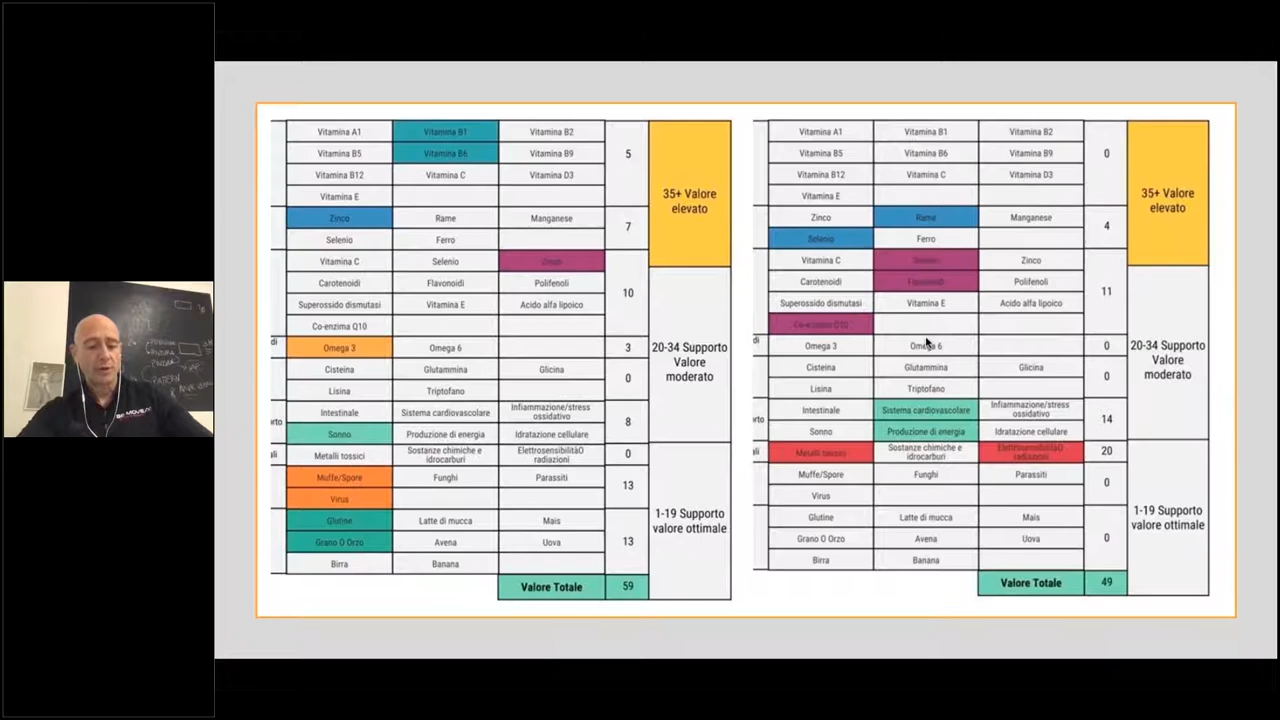 Vitamina A1 Vitamina B1 Vitamina B2
Vitamina B5 Vitamina B6 Vitamina B9 5
Vitamina B12 Vitamina C Vitamina D3
Vitamina E
Zinco Rame Manganese 7
Selenio Ferro
Vitamina C Selenio Zinco
Carotenoidi Flavonoidi Polifenoli 10
Superossido dismutasi Vitamina E Acido alfa lipoico
Co-enzima Q10
Omega 3 Omega 6 3
Cisteina Glutammina Glicina 0
Lisina Triptofano
Intestinale Sistema cardiovascolare Infiammazione/stress
ossidativo 8
Sonno Produzione di energia Idratazione cellulare
Metalli tossici Sostanze chimiche e
idrocarburi ElettrosensibilitàO
radiazioni 0
Muffe/Spore Funghi Parassiti 13
Virus
Glutine Latte di mucca Mais
Grano O Orzo Avena Uova 13
Birra Banana
Valore Totale 59
35+ Valore
elevato
20-34 Supporto
Valore
moderato
1-19 Supporto
valore ottimale
Vitamina A1 Vitamina B1 Vitamina B2
Vitamina B5 Vitamina B6 Vitamina B9 0
Vitamina B12 Vitamina C Vitamina D3
Vitamina E
Zinco Rame Manganese 4
Selenio Ferro
Vitamina C Selenio Zinco
Carotenoidi Flavonoidi Polifenoli 11
Superossido dismutasi Vitamina E Acido alfa lipoico
Co-enzima Q10
Omega 3 Omega 6 0
Cisteina Glutammina Glicina 0
Lisina Triptofano
Intestinale Sistema cardiovascolare Infiammazione/stress
ossidativo 14
Sonno Produzione di energia Idratazione cellulare
Metalli tossici Sostanze chimiche e
idrocarburi ElettrosensibilitàO
radiazioni 20
Muffe/Spore Funghi Parassiti 0
Virus
Glutine Latte di mucca Mais
Grano O Orzo Avena Uova 0
Birra Banana
Valore Totale 49
35+ Valore
elevato
20-34 Supporto
Valore
moderato
1-19 Supporto
valore ottimale